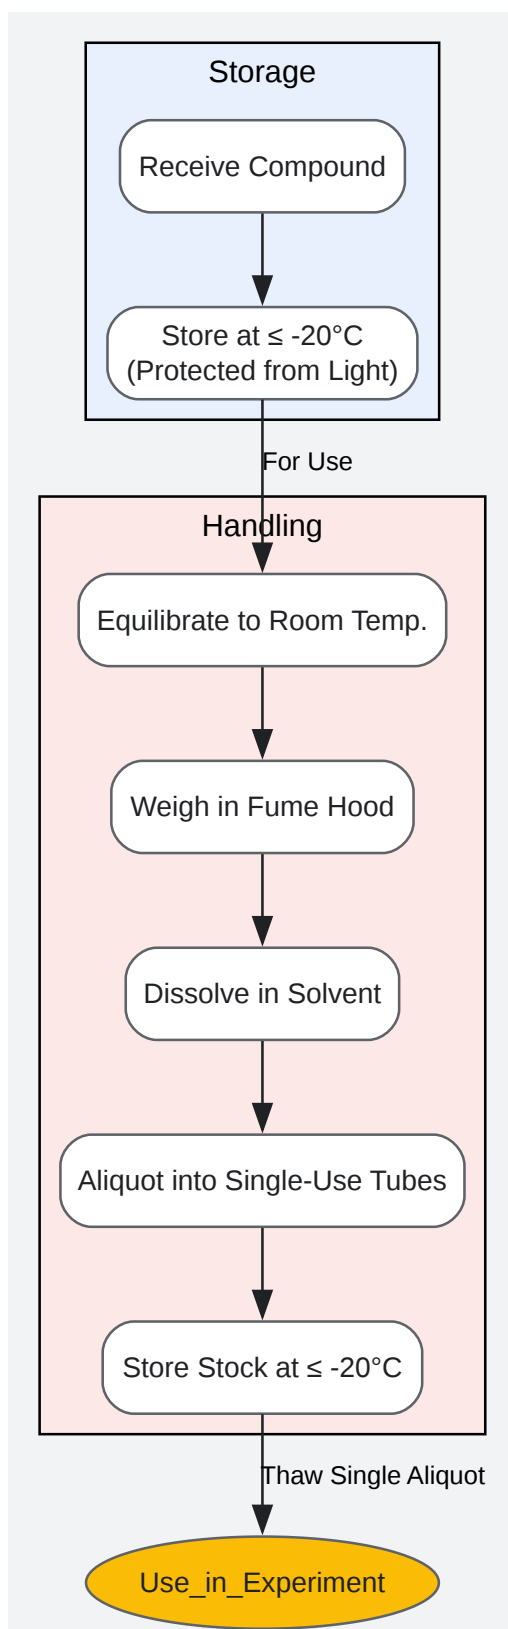 Storage
Receive Compound
Store at ≤ -20°C
(Protected from Light)
For Use
Handling
Equilibrate to Room Temp.
Weigh in Fume Hood
Dissolve in Solvent
Aliquot into Single-Use Tubes
Store Stock at ≤ -20°C
Thaw Single Aliquot
Use_in_Experiment